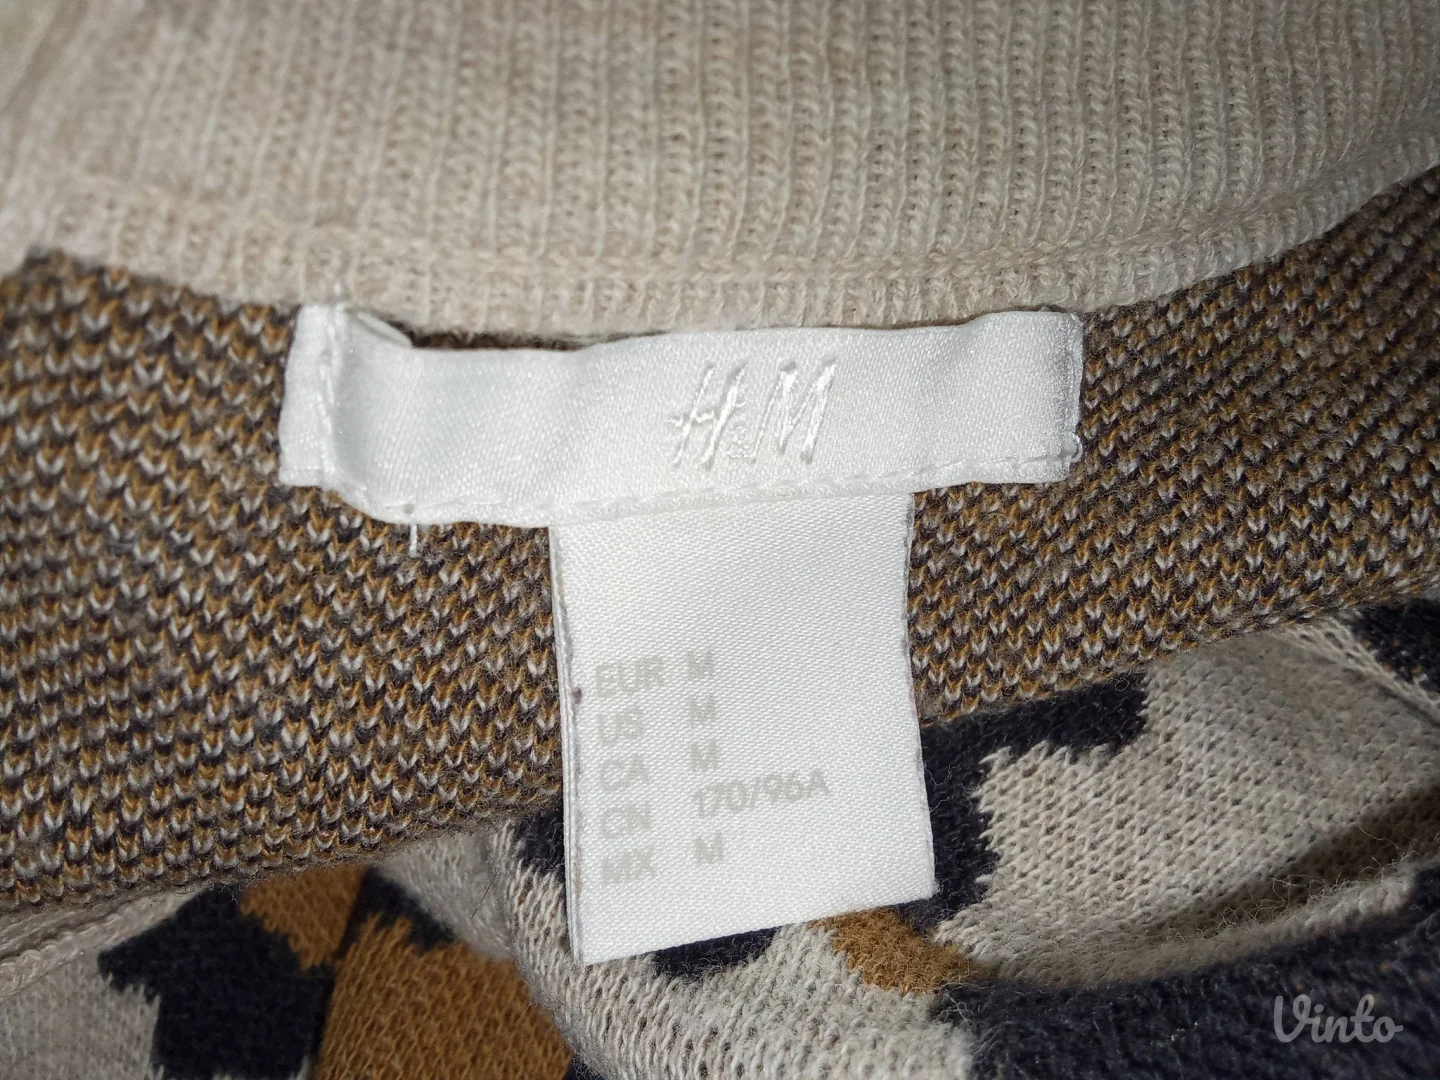 H&M
EUR M
US M
CA M
CN 170/96A
MX M
Vinto